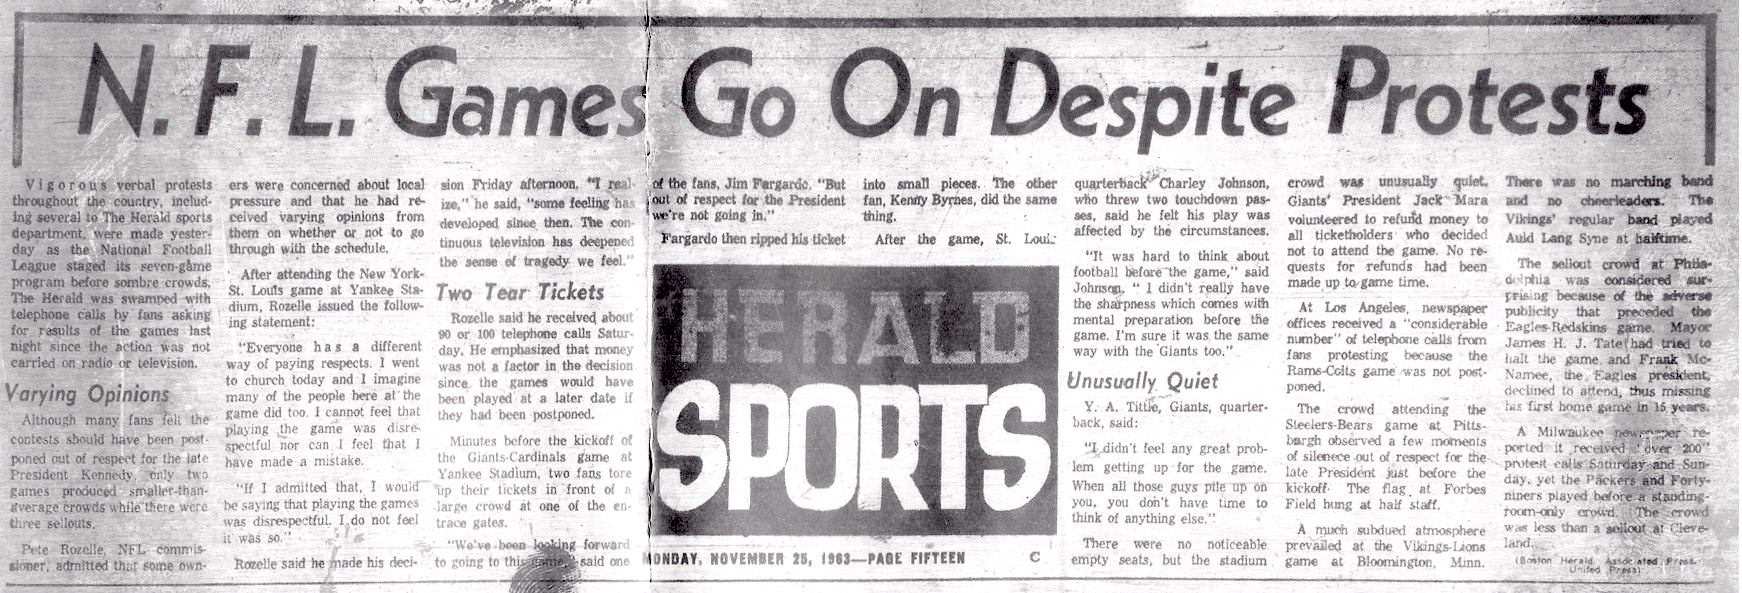 N. F. L. Games Go On Despite Protests
Vigorous verbal protests
throughout the country, includ-
ing several to The Herald sports
department, were made yester-
day as the National Football
League staged its seven-game
program before sombre crowds.
The Herald was swamped with
telephone calls by fans asking
for results of the games last
night since the action was not
carried on radio or television.
Varying Opinions
Although many fans felt the
contests should have been post-
poned out of respect for the late
President Kennedy, only two
games produced smaller-than-
average crowds while there were
three sellouts.
Pete Rozelle, NFL commis-
sioner, admitted that some own-
ers were concerned about local
pressure and that he had re-
ceived varying opinions from
them on whether or not to go
through with the schedule.
After attending the New York-
St. Louis game at Yankee Sta-
dium, Rozelle issued the follow-
ing statement:
"Everyone has a different
way of paying respects. I went
to church today and I imagine
many of the people here at the
game did too. I cannot feel that
playing the game was disre-
spectful nor can I feel that I
have made a mistake.
"If I admitted that, I would
be saying that playing the games
was disrespectful. I do not feel
it was so."
Rozelle said he made his deci-
sion Friday afternoon. "I real-
ize," he said, "some feeling has
developed since then. The con-
tinuous television has deepened
the sense of tragedy we feel."
Two Tear Tickets
Rozelle said he received about
90 or 100 telephone calls Satur-
day. He emphasized that money
was not a factor in the decision
since the games would have
been played at a later date if
they had been postponed.
Minutes before the kickoff of
the Giants-Cardinals game at
Yankee Stadium, two fans tore
up their tickets in front of a
large crowd at one of the en-
trace gates.
"We've been looking forward
to going to this game," said one
of the fans, Jim Fargardo. "But
out of respect for the President
we're not going in."
Fargardo then ripped his ticket
into small pieces. The other
fan, Kenny Byrnes, did the same
thing.
After the game, St. Louis
HERALD
SPORTS
MONDAY, NOVEMBER 25, 1963—PAGE FIFTEEN C
quarterback Charley Johnson,
who threw two touchdown pas-
ses, said he felt his play was
affected by the circumstances.
"It was hard to think about
football before the game," said
Johnson, " I didn't really have
the sharpness which comes with
mental preparation before the
game. I'm sure it was the same
way with the Giants too."
Unusually Quiet
Y. A. Tittle, Giants, quarter-
back, said:
"I didn't feel any great prob-
lem getting up for the game.
When all those guys pile up on
you, you don't have time to
think of anything else."
There were no noticeable
empty seats, but the stadium
crowd was unusually quiet.
Giants' President Jack Mara
volunteered to refund money to
all ticketholders who decided
not to attend the game. No re-
quests for refunds had been
made up to game time.
At Los Angeles, newspaper
offices received a "considerable
number" of telephone calls from
fans protesting because the
Rams-Colts game was not post-
poned.
The crowd attending the
Steelers-Bears game at Pitts-
burgh observed a few moments
of silenece out of respect for the
late President just before the
kickoff. The flag at Forbes
Field hung at half staff.
A much subdued atmosphere
prevailed at the Vikings-Lions
game at Bloomington, Minn.
There was no marching band
and no cheerleaders. The
Vikings' regular band played
Auld Lang Syne at halftime.
The sellout crowd at Phila-
delphia was considered sur-
prising because of the adverse
publicity that preceded the
Eagles-Redskins game. Mayor
James H. J. Tate had tried to
halt the game and Frank Mc-
Namee, the Eagles president,
declined to attend, thus missing
his first home game in 15 years.
A Milwaukee newspaper re-
ported it received "over 200"
protest calls Saturday and Sun-
day, yet the Packers and Forty-
niners played before a standing-
room-only crowd. The crowd
was less than a sellout at Cleve-
land.
(Boston Herald, Associated Press,
United Press)